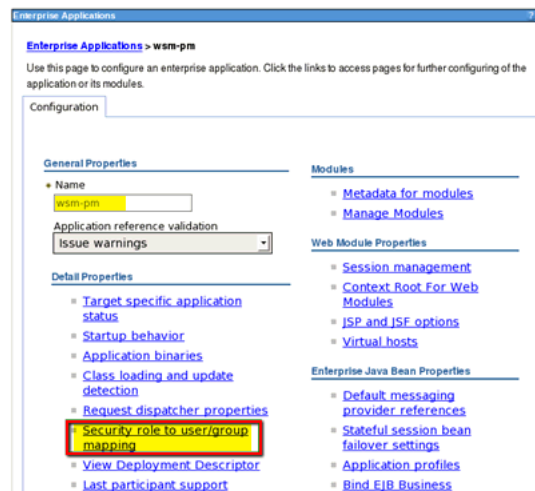 Enterprise Applications ?
Enterprise Applications > wsm-pm
Use this page to configure an enterprise application. Click the links to access pages for further configuring of the
application or its modules.
Configuration
General Properties
Name
wsm-pm
Application reference validation
Issue warnings
Detail Properties
Target specific application
status
Startup behavior
Application binaries
Class loading and update
detection
Request dispatcher properties
Security role to user/group
mapping
View Deployment Descriptor
Last participant support
Modules
Metadata for modules
Manage Modules
Web Module Properties
Session management
Context Root For Web
Modules
JSP and JSF options
Virtual hosts
Enterprise Java Bean Properties
Default messaging
provider references
Stateful session bean
failover settings
Application profiles
Bind EJB Business